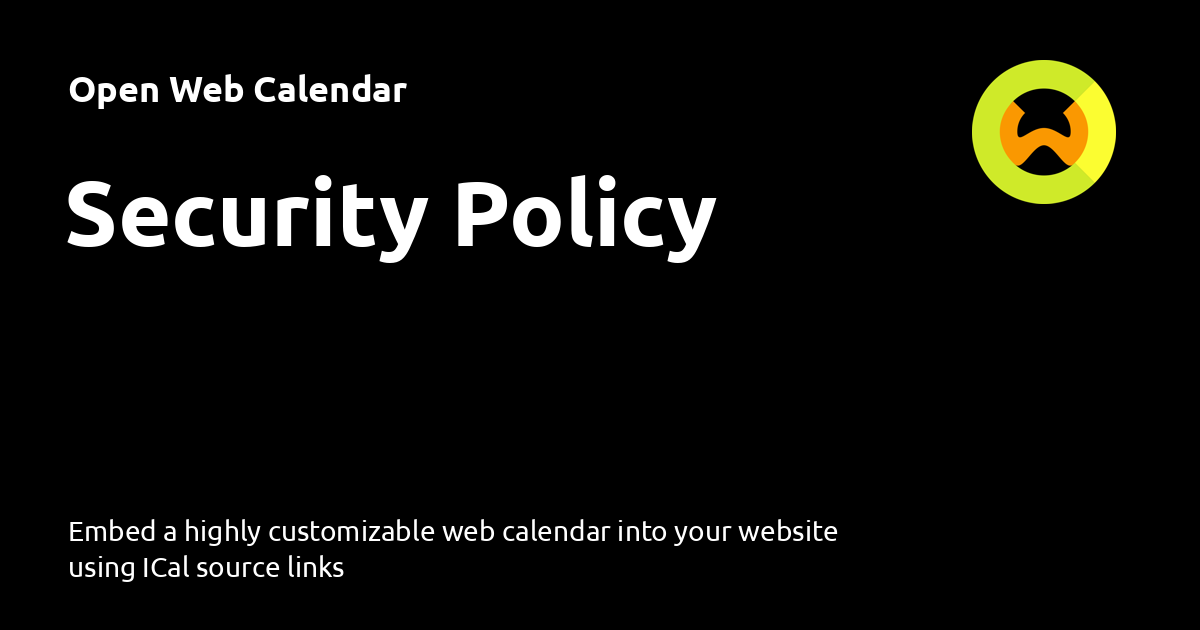 Open Web Calendar
Security Policy
Embed a highly customizable web calendar into your website
using ICal source links